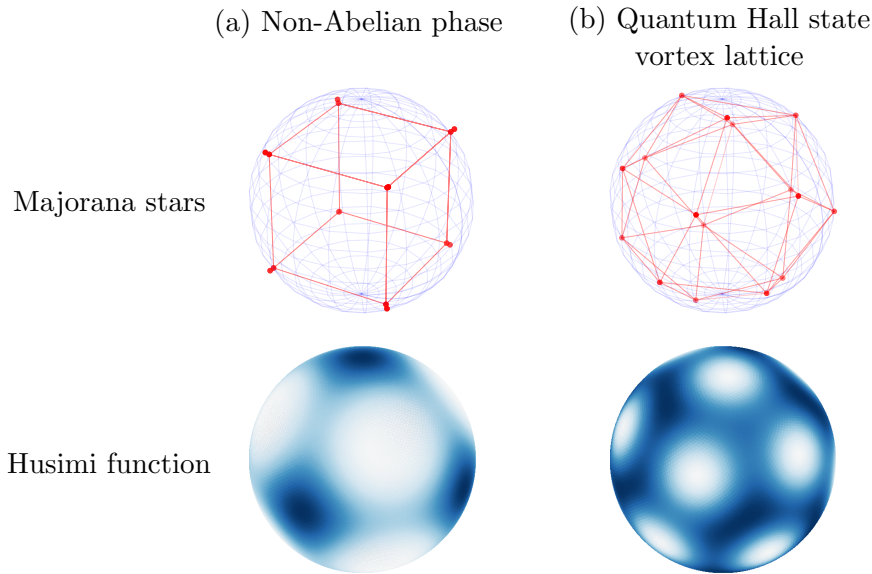 (a) Non-Abelian phase
(b) Quantum Hall state
vortex lattice
Majorana stars
Husimi function